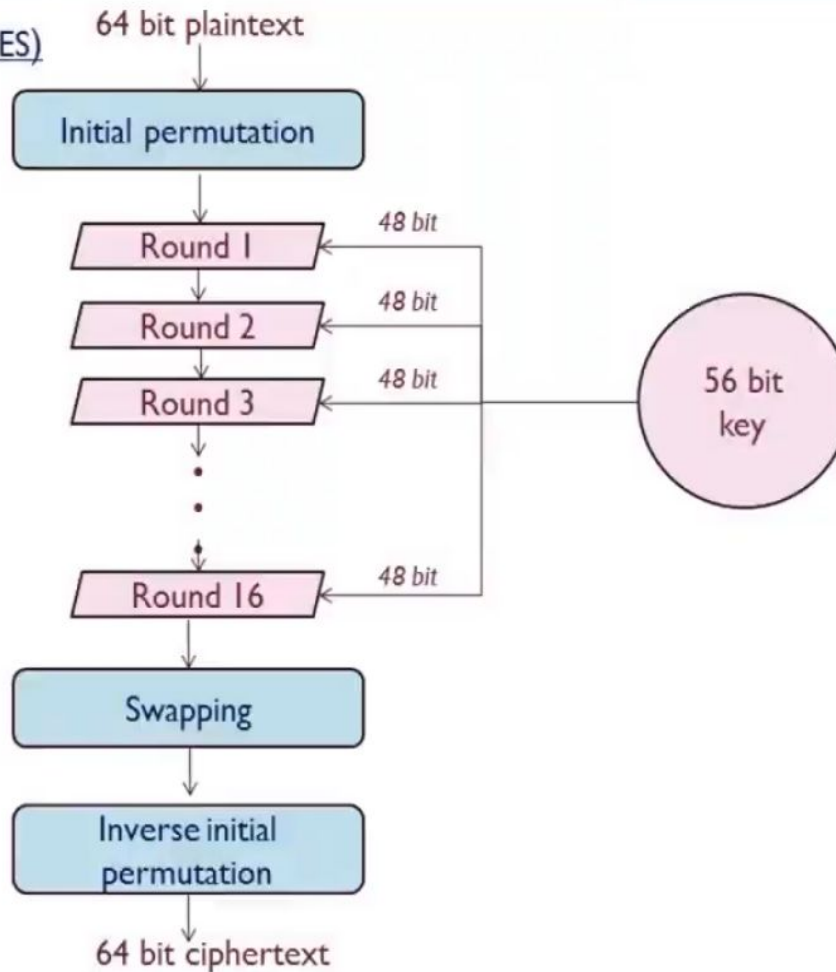 ES)
64 bit plaintext
Initial permutation
Round 1
48 bit
Round 2
48 bit
Round 3
48 bit
56 bit
key
Round 16
48 bit
Swapping
Inverse initial
permutation
64 bit ciphertext